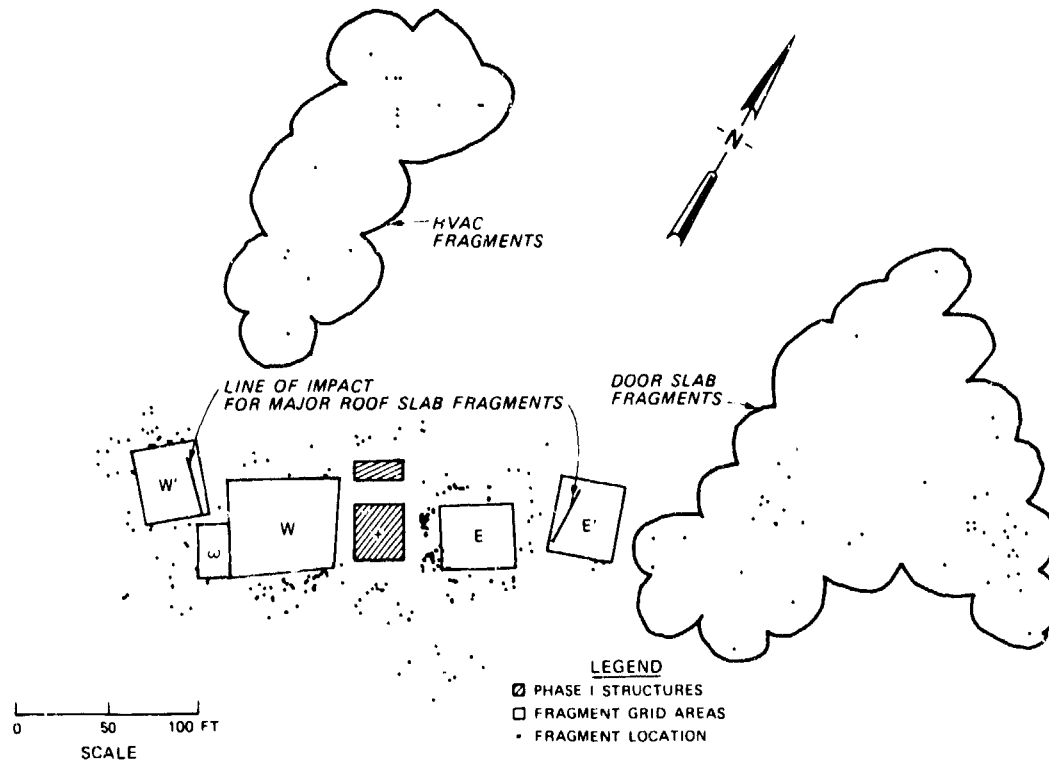 N
HVAC
FRAGMENTS
LINE OF IMPACT
FOR MAJOR ROOF SLAB FRAGMENTS
DOOR SLAB
FRAGMENTS
W'
W
ω
E
E'
LEGEND
PHASE I STRUCTURES
FRAGMENT GRID AREAS
FRAGMENT LOCATION
0 50 100 FT
SCALE